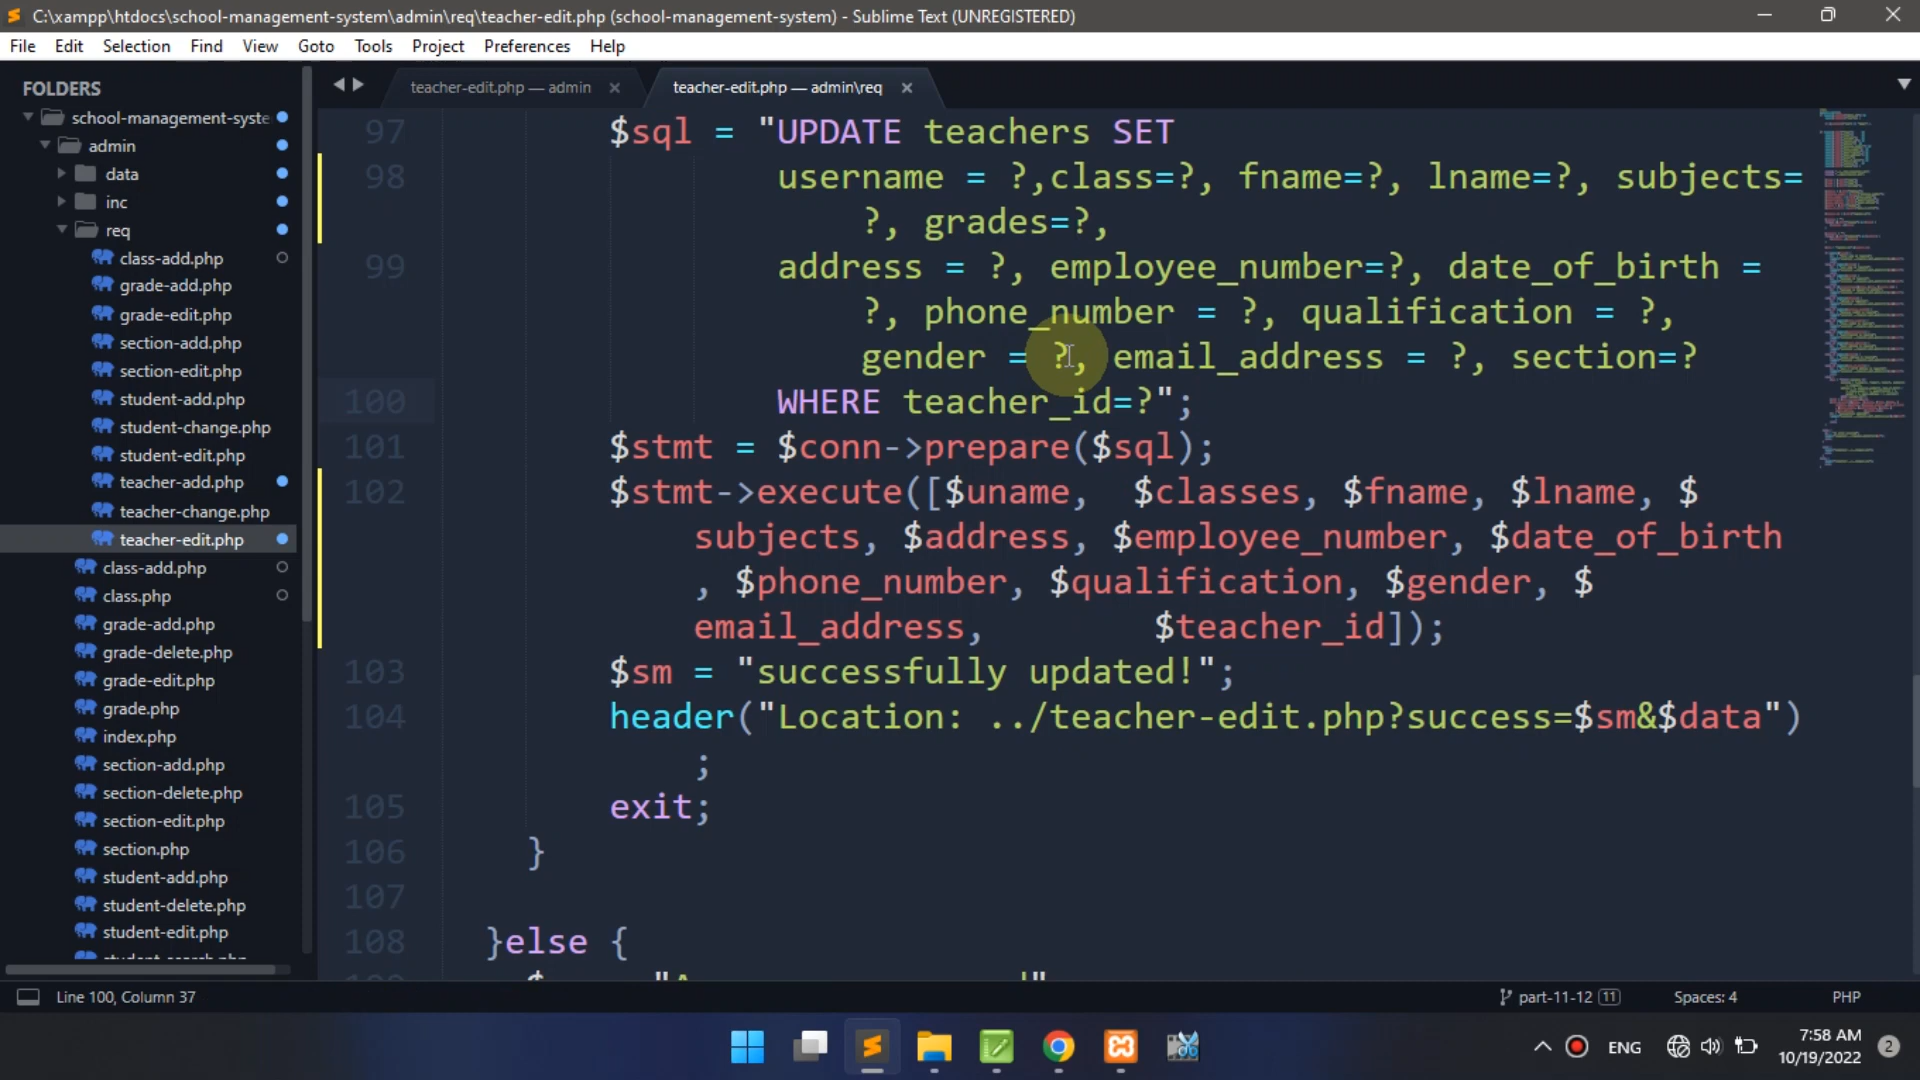 C:\xampp\htdocs\school-management-system\admin\req\teacher-edit.php (school-management-system) - Sublime Text (UNREGISTERED)
File Edit Selection Find View Goto Tools Project Preferences Help
FOLDERS
school-management-syste
admin
data
inc
req
class-add.php
grade-add.php
grade-edit.php
section-add.php
section-edit.php
student-add.php
student-change.php
student-edit.php
teacher-add.php
teacher-change.php
teacher-edit.php
class-add.php
class.php
grade-add.php
grade-delete.php
grade-edit.php
grade.php
index.php
section-add.php
section-delete.php
section-edit.php
section.php
student-add.php
student-delete.php
student-edit.php
student-search.php
teacher-edit.php — admin
teacher-edit.php — admin\req
97 $sql = "UPDATE teachers SET
98 username = ?,class=?, fname=?, lname=?, subjects=
?, grades=?,
99 address = ?, employee_number=?, date_of_birth =
?, phone_number = ?, qualification = ?,
gender = ?, email_address = ?, section=?
100 WHERE teacher_id=?";
101 $stmt = $conn->prepare($sql);
102 $stmt->execute([$uname, $classes, $fname, $lname, $
subjects, $address, $employee_number, $date_of_birth
, $phone_number, $qualification, $gender, $
email_address, $teacher_id]);
103 $sm = "successfully updated!";
104 header("Location: ../teacher-edit.php?success=$sm&$data")
;
105 exit;
106 }
107
108 }else {
Line 100, Column 37
part-11-12 11
Spaces: 4
PHP
ENG
7:58 AM
10/19/2022
2